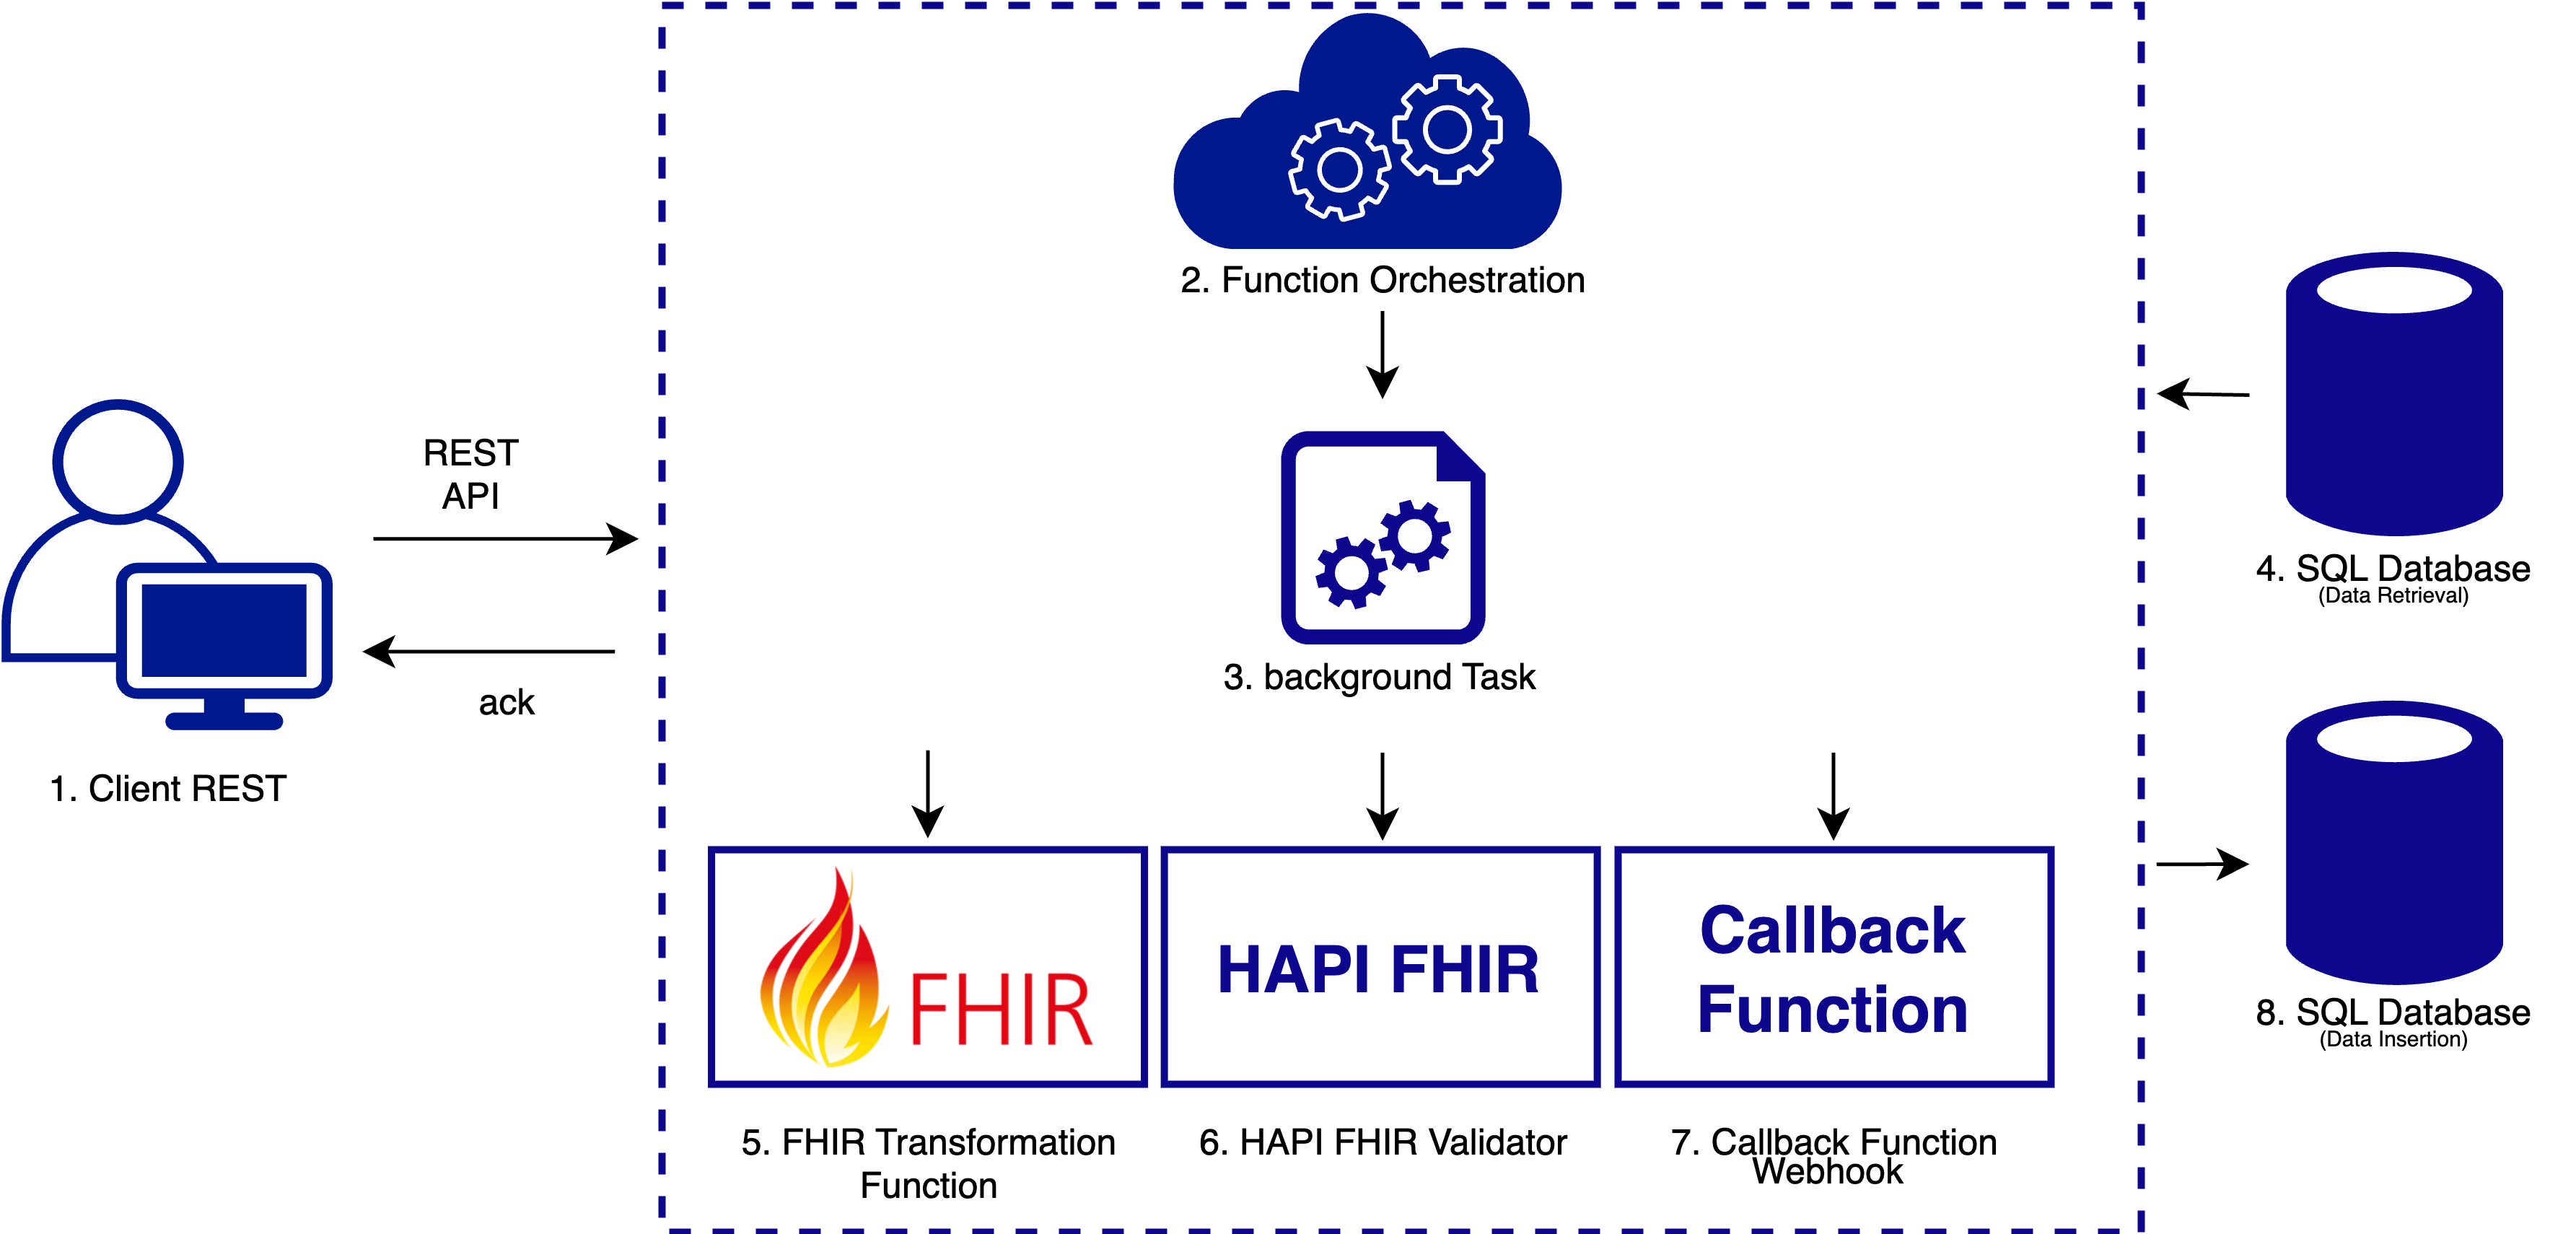 REST
API
ack
1. Client REST
2. Function Orchestration
3. background Task
4. SQL Database
(Data Retrieval)
FHIR
5. FHIR Transformation
Function
HAPI FHIR
6. HAPI FHIR Validator
Callback
Function
7. Callback Function
Webhook
8. SQL Database
(Data Insertion)